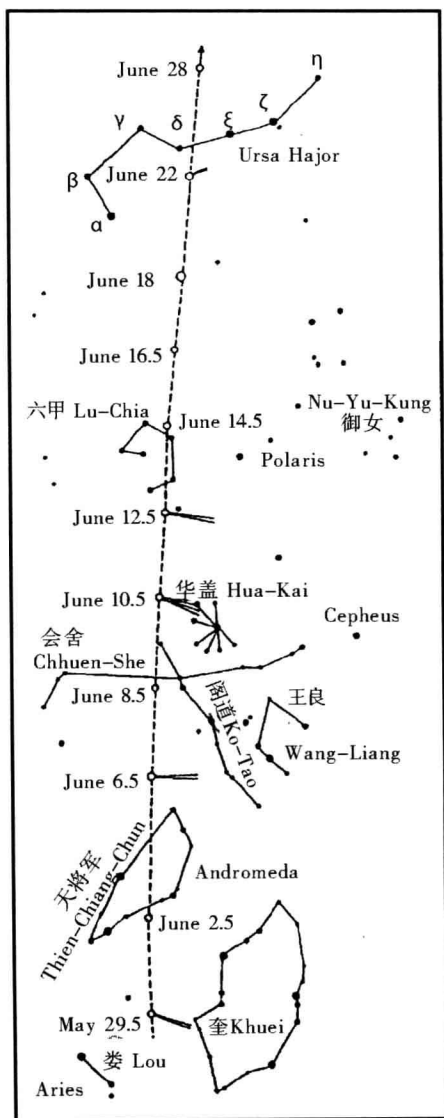 June 28
η
γ
δ
ξ
ζ
Ursa Hajor
β
June 22
α
June 18
June 16.5
六甲 Lu-Chia
June 14.5
Nu-Yu-Kung
御女
Polaris
June 12.5
June 10.5
华盖 Hua-Kai
会舍
Chhuen-She
Cepheus
June 8.5
阁道Ko-Tao
王良
Wang-Liang
June 6.5
天将军
Thien-Chiang-Chun
Andromeda
June 2.5
May 29.5
奎Khuei
娄 Lou
Aries